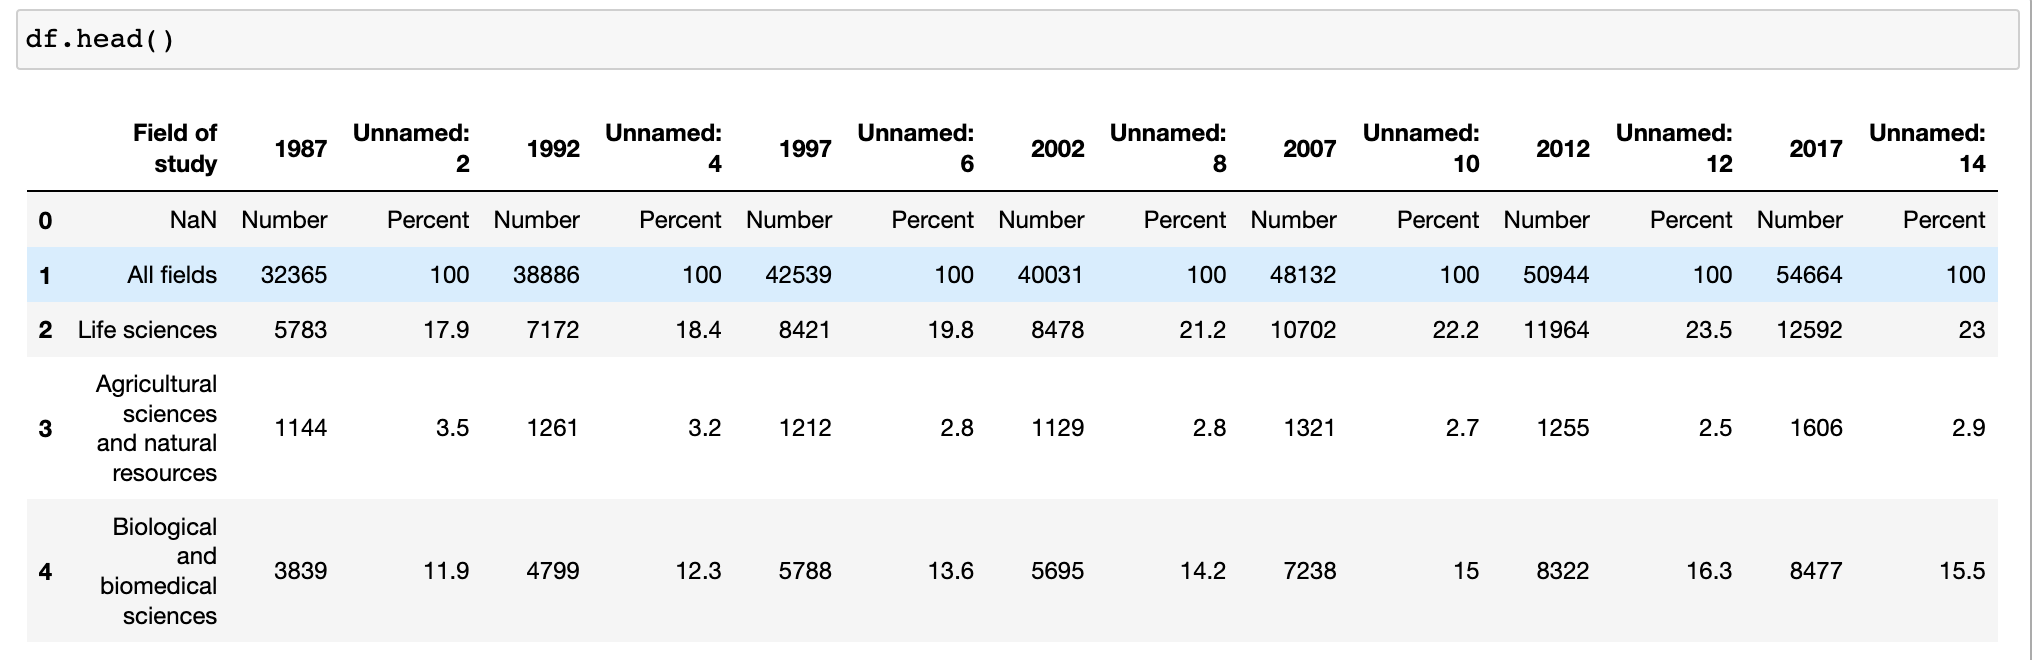 df.head()
Field of study 1987 Unnamed: 2 1992 Unnamed: 4 1997 Unnamed: 6 2002 Unnamed: 8 2007 Unnamed: 10 2012 Unnamed: 12 2017 Unnamed: 14
0 NaN Number Percent Number Percent Number Percent Number Percent Number Percent Number Percent Number Percent
1 All fields 32365 100 38886 100 42539 100 40031 100 48132 100 50944 100 54664 100
2 Life sciences 5783 17.9 7172 18.4 8421 19.8 8478 21.2 10702 22.2 11964 23.5 12592 23
3 Agricultural sciences and natural resources 1144 3.5 1261 3.2 1212 2.8 1129 2.8 1321 2.7 1255 2.5 1606 2.9
4 Biological and biomedical sciences 3839 11.9 4799 12.3 5788 13.6 5695 14.2 7238 15 8322 16.3 8477 15.5